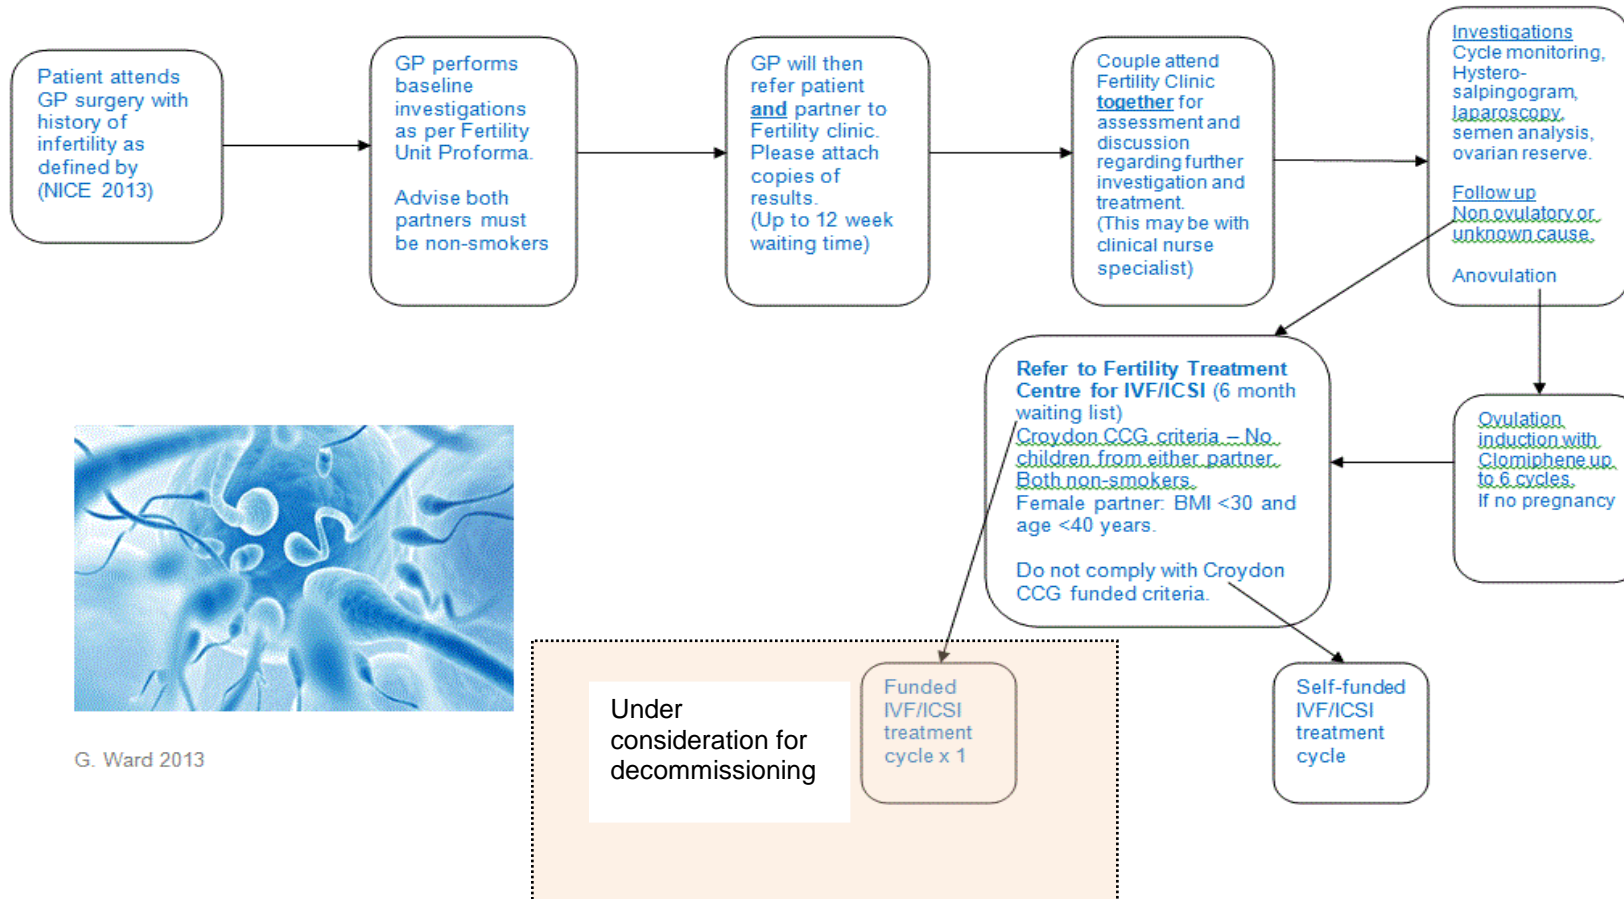 Patient attends
GP surgery with
history of
infertility as
defined by
(NICE 2013)
GP performs
baseline
investigations
as per Fertility
Unit Proforma.
Advise both
partners must
be non-smokers
GP will then
refer patient
and partner to
Fertility clinic.
Please attach
copies of
results.
(Up to 12 week
waiting time)
Couple attend
Fertility Clinic
together for
assessment and
discussion
regarding further
investigation and
treatment.
(This may be with
clinical nurse
specialist)
Investigations
Cycle monitoring,
Hystero-
salpingogram,
laparoscopy,
semen analysis,
ovarian reserve.
Follow up
Non ovulatory or
unknown cause.
Anovulation
Refer to Fertility Treatment
Centre for IVF/ICSI (6 month
waiting list)
Croydon CCG criteria – No
children from either partner.
Both non-smokers.
Female partner: BMI <30 and
age <40 years.
Do not comply with Croydon
CCG funded criteria.
Ovulation
induction with
Clomiphene up
to 6 cycles.
If no pregnancy
Under
consideration for
decommissioning
Funded
IVF/ICSI
treatment
cycle x 1
Self-funded
IVF/ICSI
treatment
cycle
G. Ward 2013